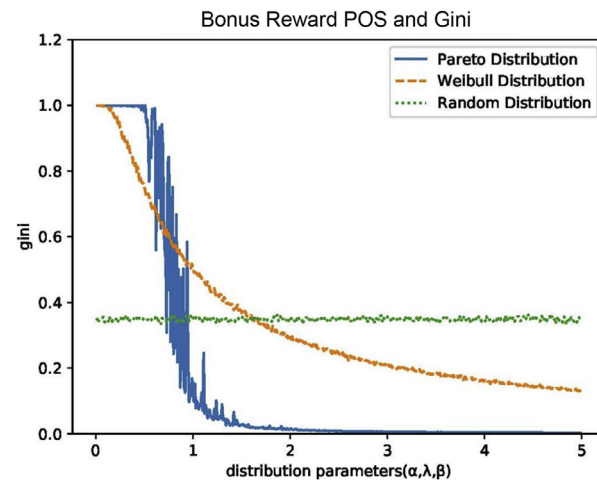 Bonus Reward POS and Gini
1.2
1.0
0.8
0.6
0.4
0.2
0.0
gini
Pareto Distribution
Weibull Distribution
Random Distribution
0 1 2 3 4 5
distribution parameters(α,λ,β)